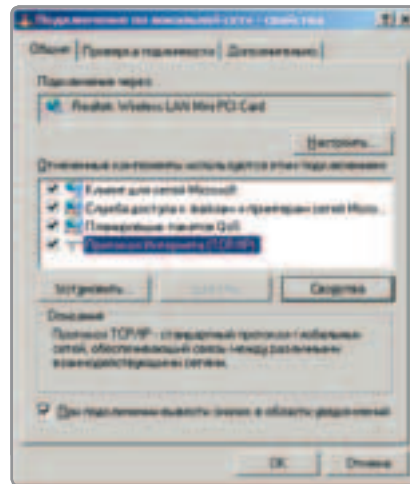 Подключение по локальной сети - свойства
Общие Проверка подлинности Дополнительно
Подключение через:
Realtek Wireless LAN Mini PCI Card
Настроить...
Отмеченные компоненты используются этим подключением:
Клиент для сетей Microsoft
Служба доступа к файлам и принтерам сетей Micro...
Планировщик пакетов QoS
Протокол Интернета (TCP/IP)
Установить... Удалить Свойства
Описание
Протокол TCP/IP - стандартный протокол глобальных
сетей, обеспечивающий связь между различными
взаимодействующими сетями.
При подключении вывести значок в области уведомлений
OK Отмена